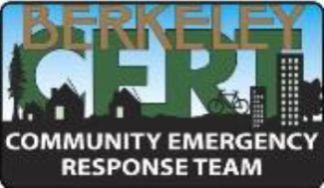 BERKELEY
CERT
COMMUNITY EMERGENCY
RESPONSE TEAM